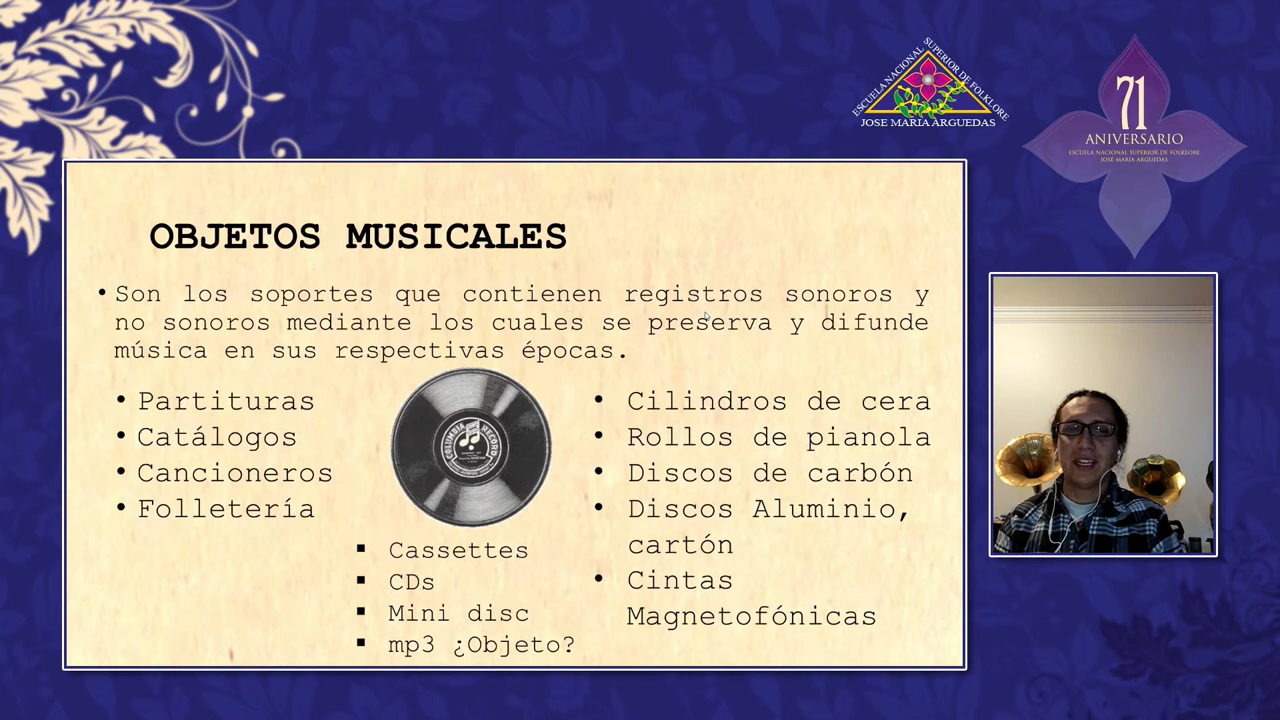 ESCUELA NACIONAL SUPERIOR DE FOLKLORE
JOSE MARIA ARGUEDAS
71
ANIVERSARIO
ESCUELA NACIONAL SUPERIOR DE FOLKLORE
JOSÉ MARÍA ARGUEDAS
OBJETOS MUSICALES
• Son los soportes que contienen registros sonoros y
no sonoros mediante los cuales se preserva y difunde
música en sus respectivas épocas.
• Partituras
• Catálogos
• Cancioneros
• Folletería
COLUMBIA RECORD
▪ Cassettes
▪ CDs
▪ Mini disc
▪ mp3 ¿Objeto?
• Cilindros de cera
• Rollos de pianola
• Discos de carbón
• Discos Aluminio,
cartón
• Cintas
Magnetofónicas